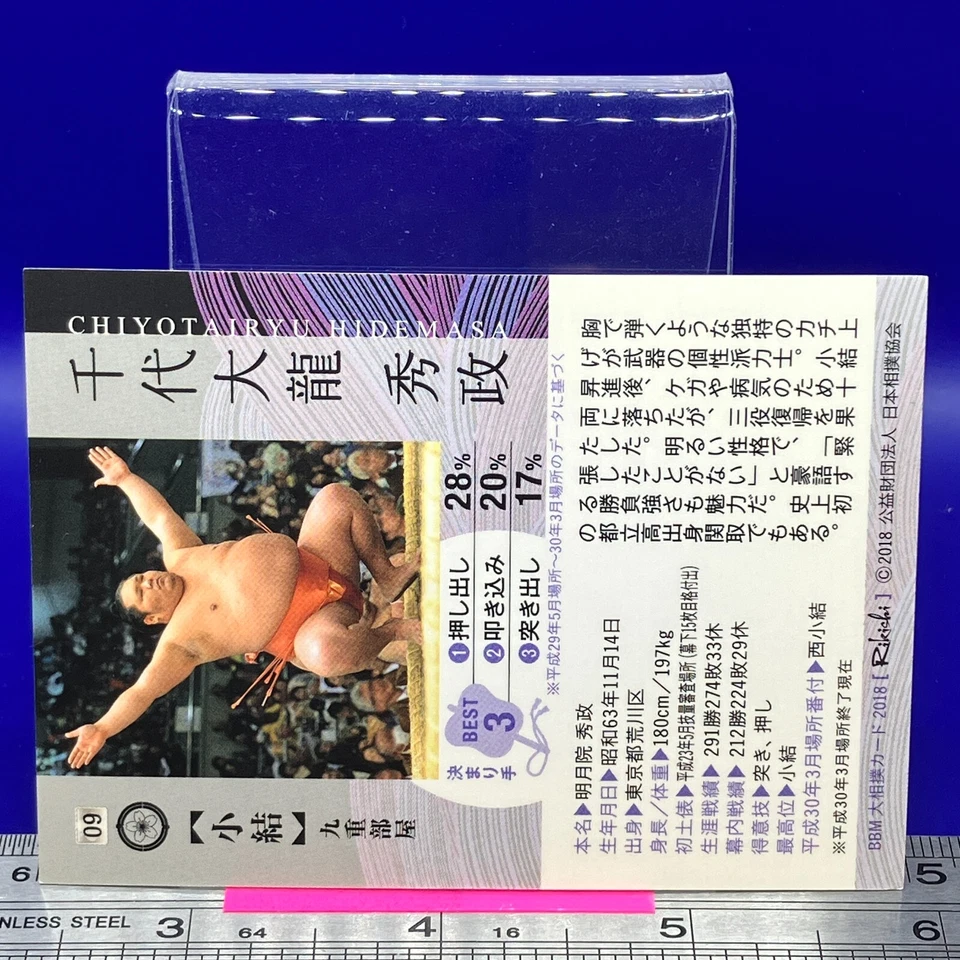 CHIYOTAIRYU HIDEMASA
千代大龍 秀政
胸で弾くような独特のカチ上
げが武器の個性派力士。小結
昇進後、ケガや病気のため十
両に落ちたが、三役復帰を果
たした。明るい性格で、「緊
張したことがない」と豪語す
る勝負強さも魅力だ。史上初
の都立高出身関取でもある。
BEST 3
決まり手
❶押し出し 28%
❷叩き込み 20%
❸突き出し 17%
※平成29年5月場所〜30年3月場所のデータに基づく
09
【小結】
九重部屋
本名▶明月院 秀政
生年月日▶昭和63年11月14日
出身▶東京都荒川区
身長/体重▶180cm/197kg
初土俵▶平成23年5月技量審査場所(幕下15枚目格付出)
生涯戦績▶291勝274敗33休
幕内戦績▶212勝224敗29休
得意技▶突き、押し
最高位▶小結
平成30年3月場所番付▶西小結
※平成30年3月場所終了現在
BBM 大相撲カード 2018 [Rikishi] ©2018 公益財団法人 日本相撲協会
6 5
NLESS STEEL 3 64 4 16 5 16 6